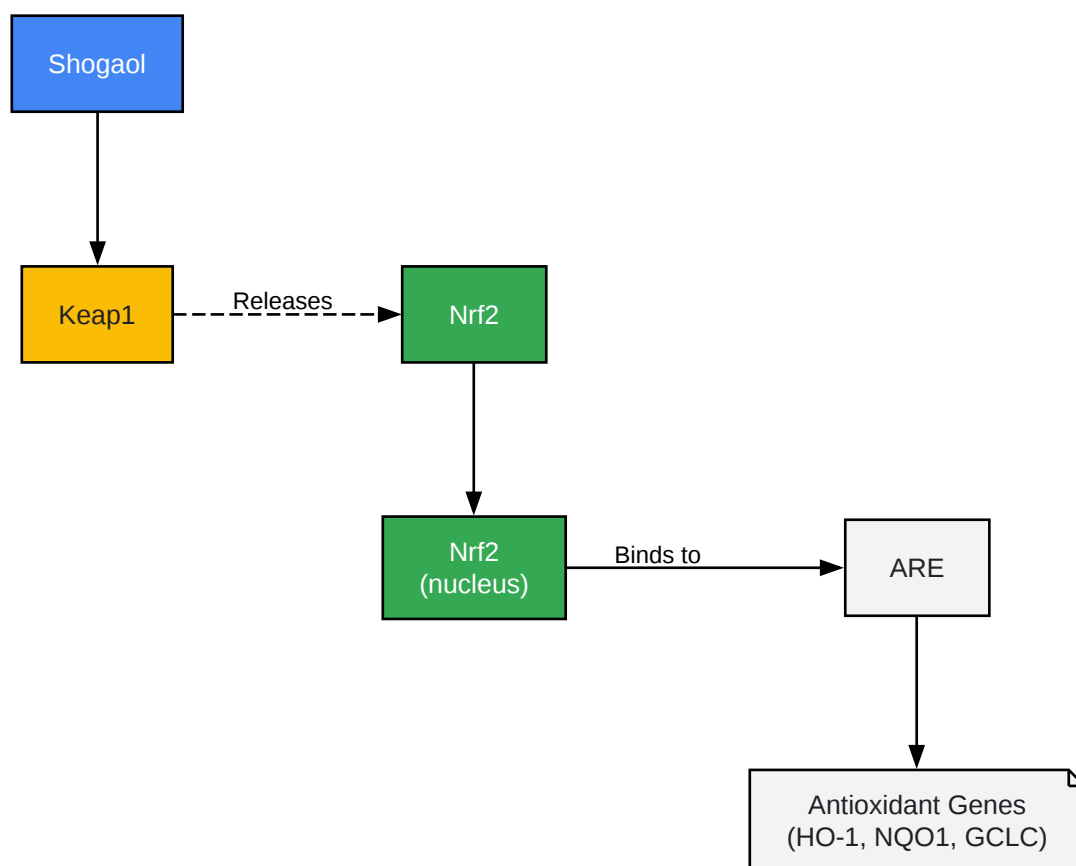 Shogaol
Keap1
Releases
Nrf2
Nrf2
(nucleus)
Binds to
ARE
Antioxidant Genes
(HO-1, NQO1, GCLC)